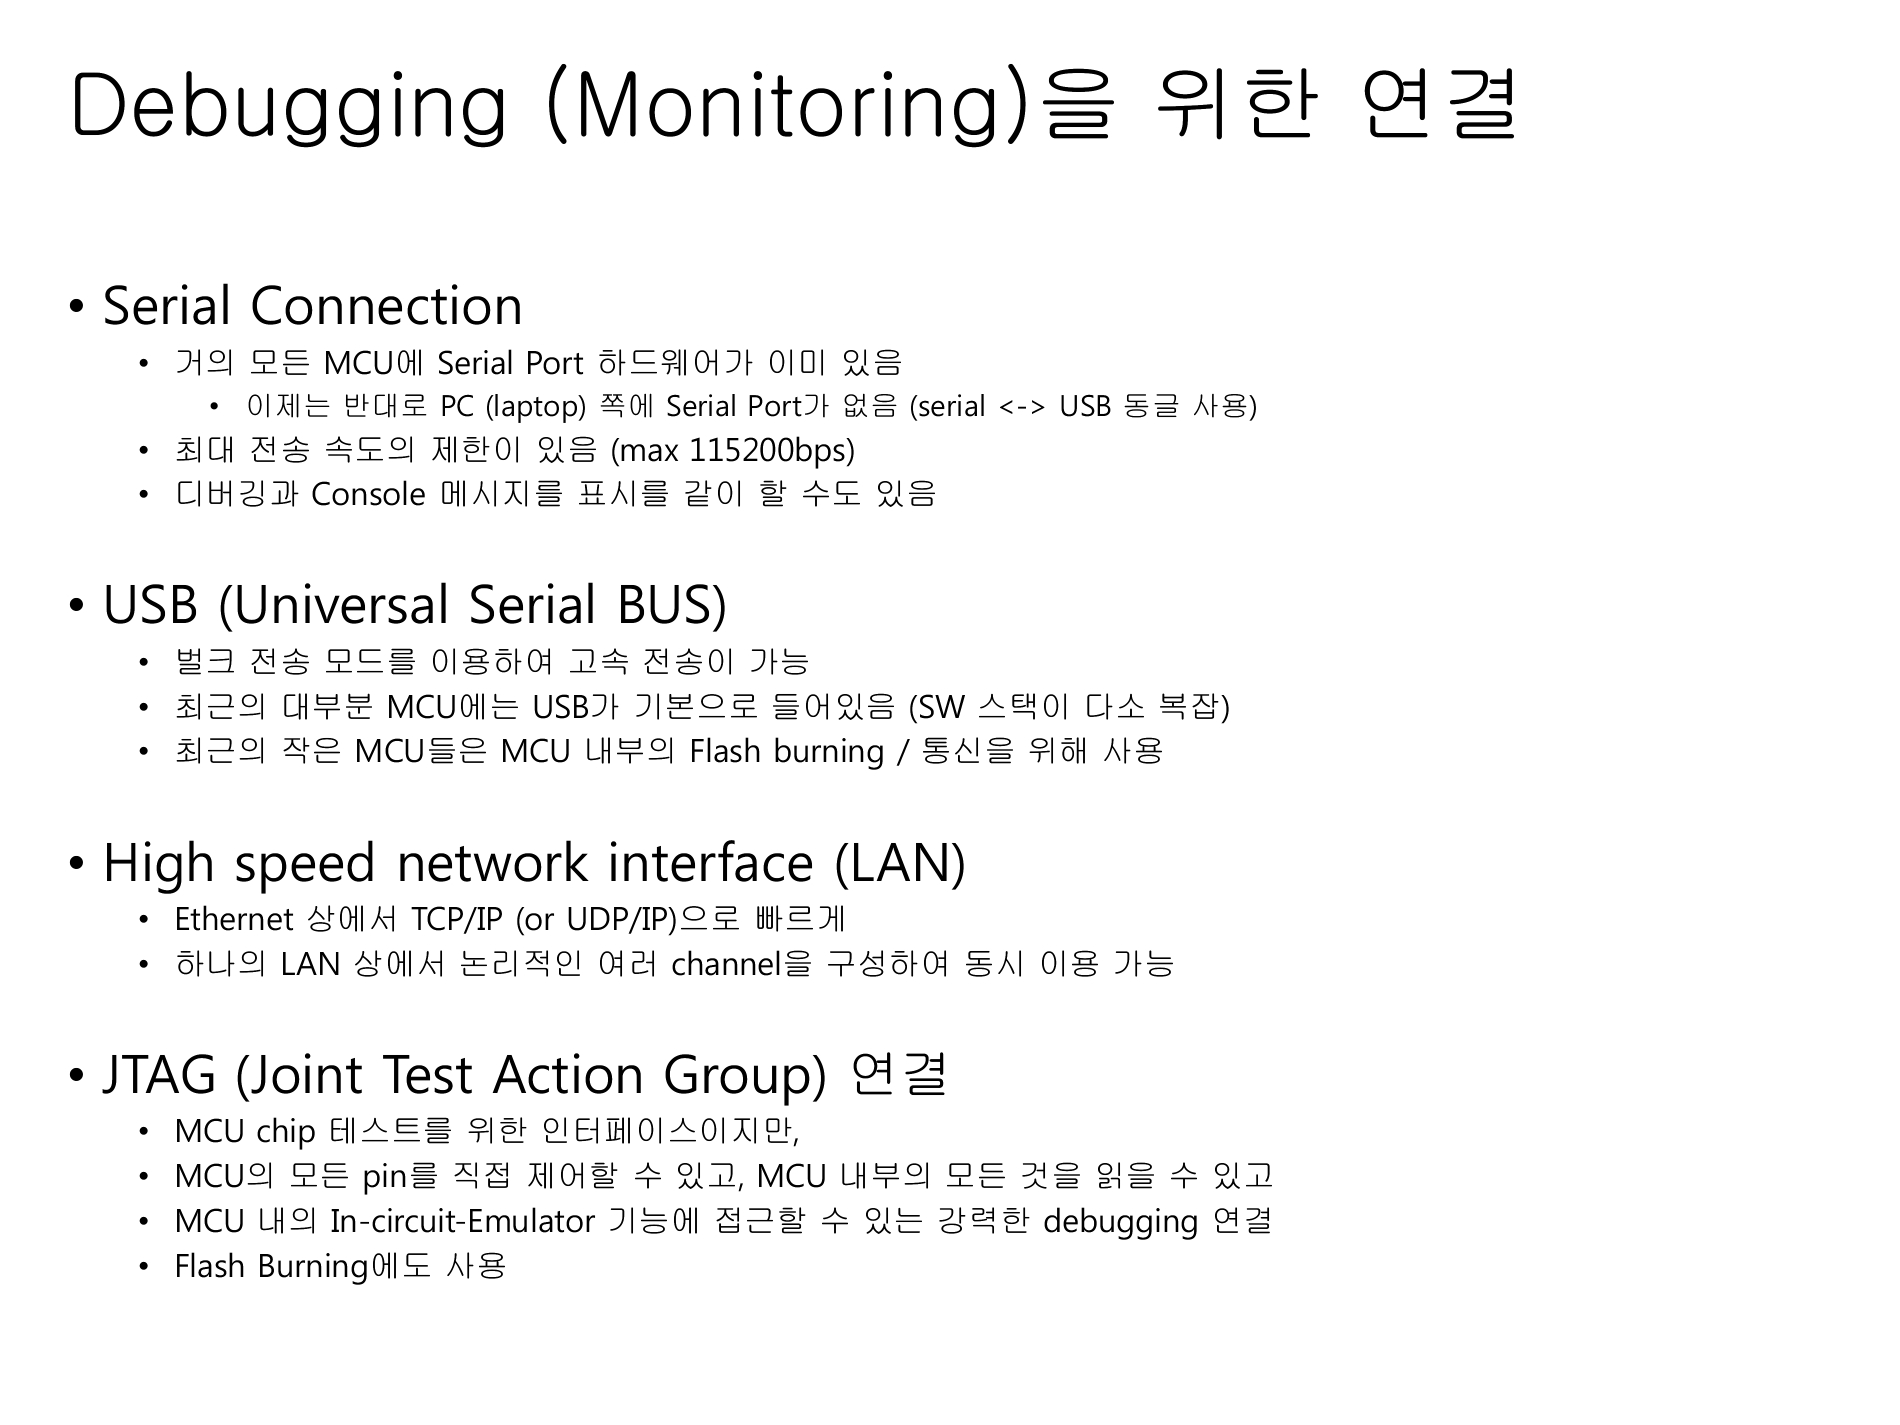 Debugging (Monitoring)을 위한 연결
• Serial Connection
• 거의 모든 MCU에 Serial Port 하드웨어가 이미 있음
• 이제는 반대로 PC (laptop) 쪽에 Serial Port가 없음 (serial <-> USB 동글 사용)
• 최대 전송 속도의 제한이 있음 (max 115200bps)
• 디버깅과 Console 메시지를 표시를 같이 할 수도 있음
• USB (Universal Serial BUS)
• 벌크 전송 모드를 이용하여 고속 전송이 가능
• 최근의 대부분 MCU에는 USB가 기본으로 들어있음 (SW 스택이 다소 복잡)
• 최근의 작은 MCU들은 MCU 내부의 Flash burning / 통신을 위해 사용
• High speed network interface (LAN)
• Ethernet 상에서 TCP/IP (or UDP/IP)으로 빠르게
• 하나의 LAN 상에서 논리적인 여러 channel을 구성하여 동시 이용 가능
• JTAG (Joint Test Action Group) 연결
• MCU chip 테스트를 위한 인터페이스이지만,
• MCU의 모든 pin를 직접 제어할 수 있고, MCU 내부의 모든 것을 읽을 수 있고
• MCU 내의 In-circuit-Emulator 기능에 접근할 수 있는 강력한 debugging 연결
• Flash Burning에도 사용